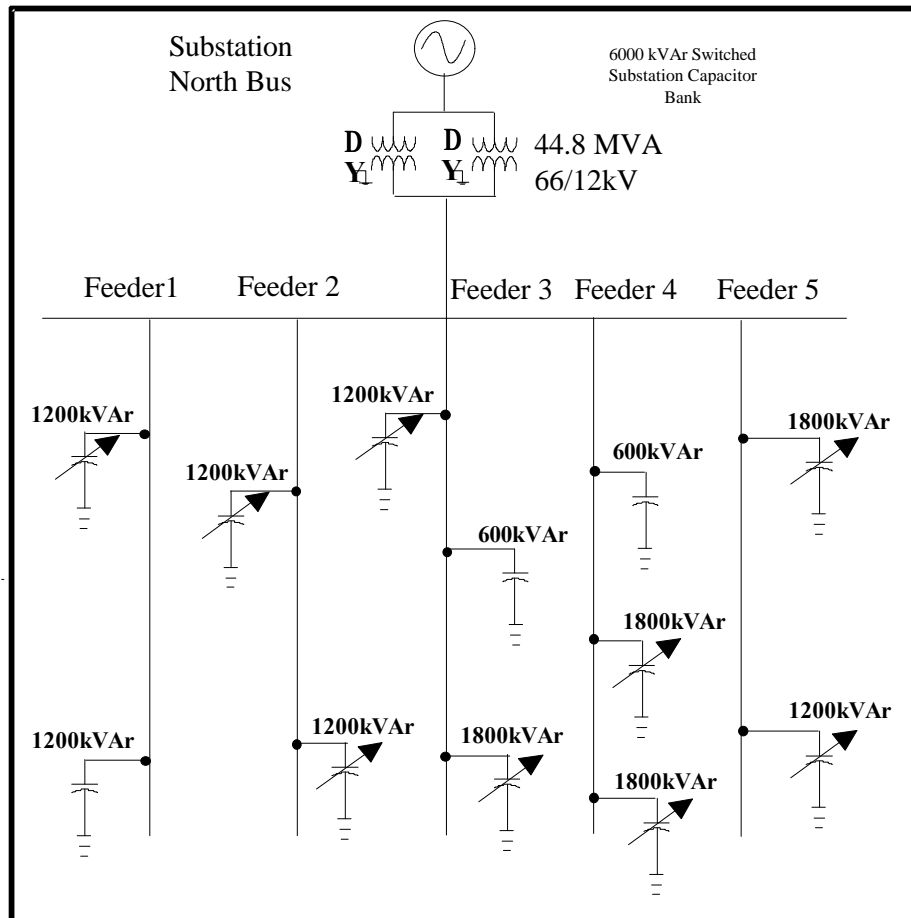 Substation
North Bus
6000 kVAr Switched
Substation Capacitor
Bank
D
Y
D
Y
44.8 MVA
66/12kV
Feeder1
Feeder 2
Feeder 3
Feeder 4
Feeder 5
1200kVAr
1200kVAr
1800kVAr
1200kVAr
600kVAr
600kVAr
1800kVAr
1200kVAr
1200kVAr
1800kVAr
1200kVAr
1800kVAr